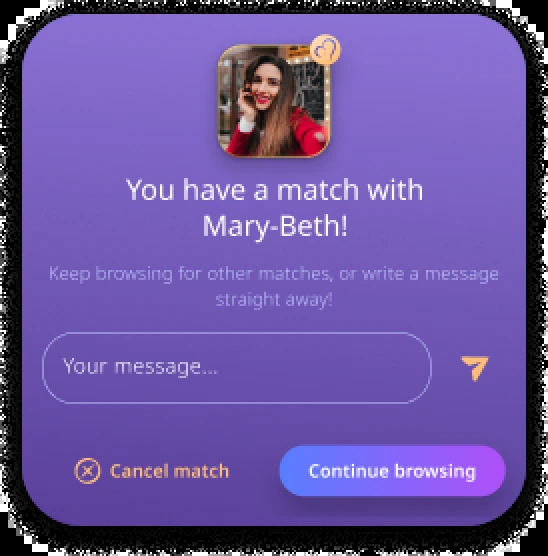 You have a match with
Mary-Beth!
Keep browsing for other matches, or write a message
straight away!
Your message...
Cancel match
Continue browsing